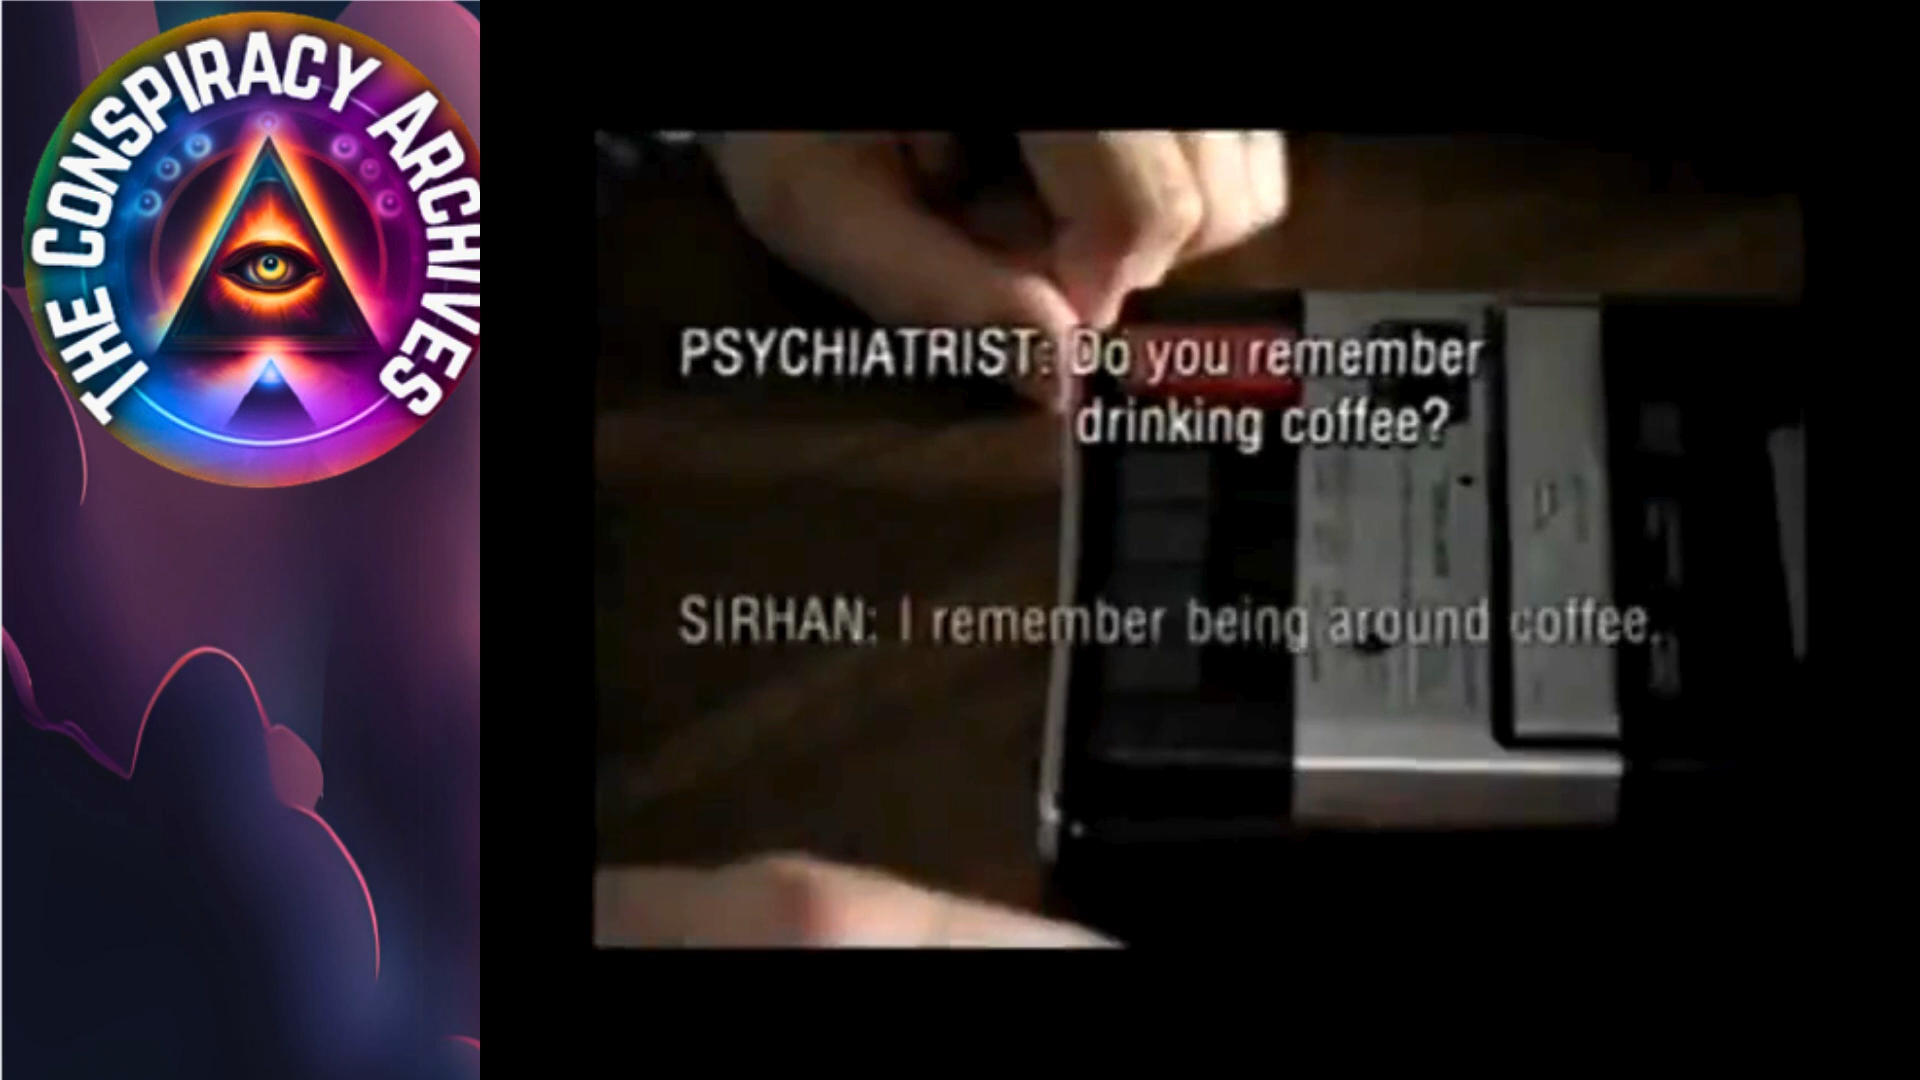 THE CONSPIRACY ARCHIVES
PSYCHIATRIST: Do you remember
drinking coffee?
SIRHAN: I remember being around coffee.